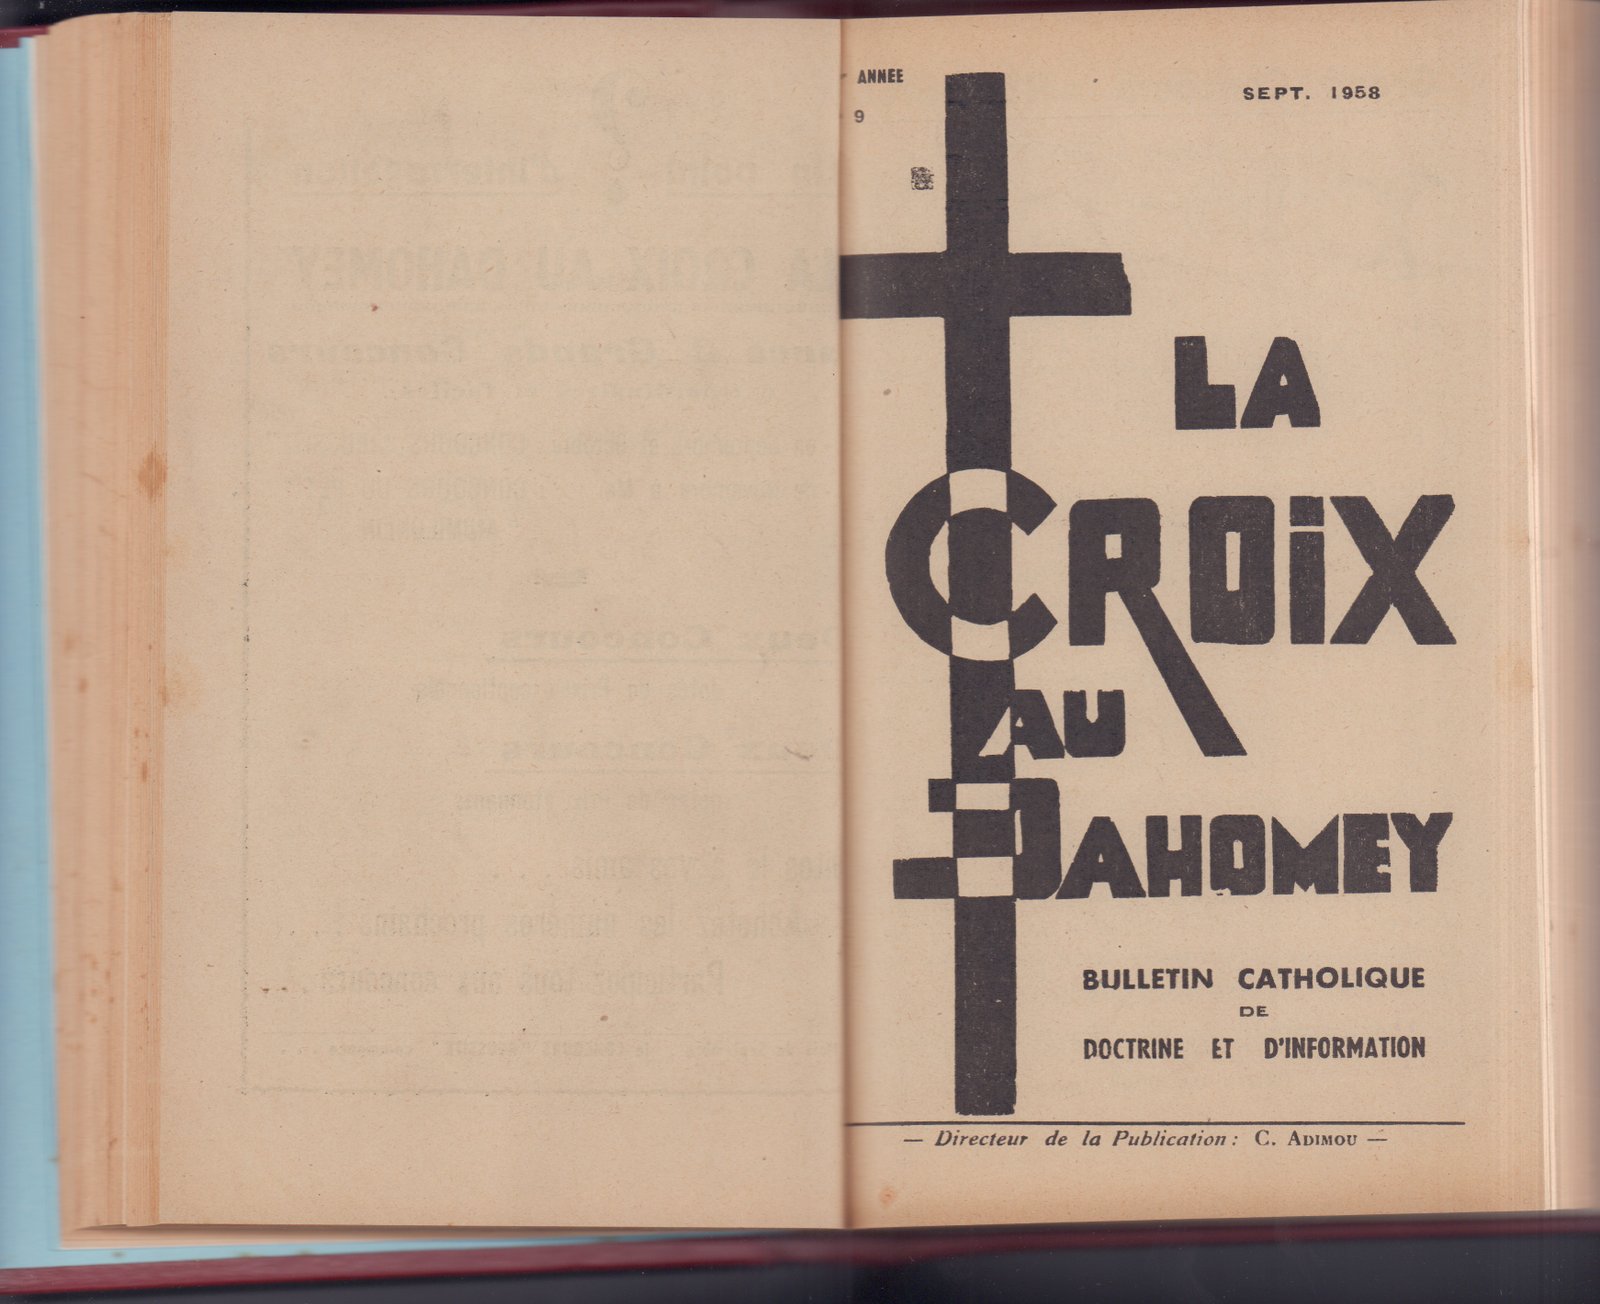 ANNEE
SEPT. 1958
9
LA
CROIX
AU
DAHOMEY
BULLETIN CATHOLIQUE
DE
DOCTRINE ET D'INFORMATION
— Directeur de la Publication : C. ADIMOU —